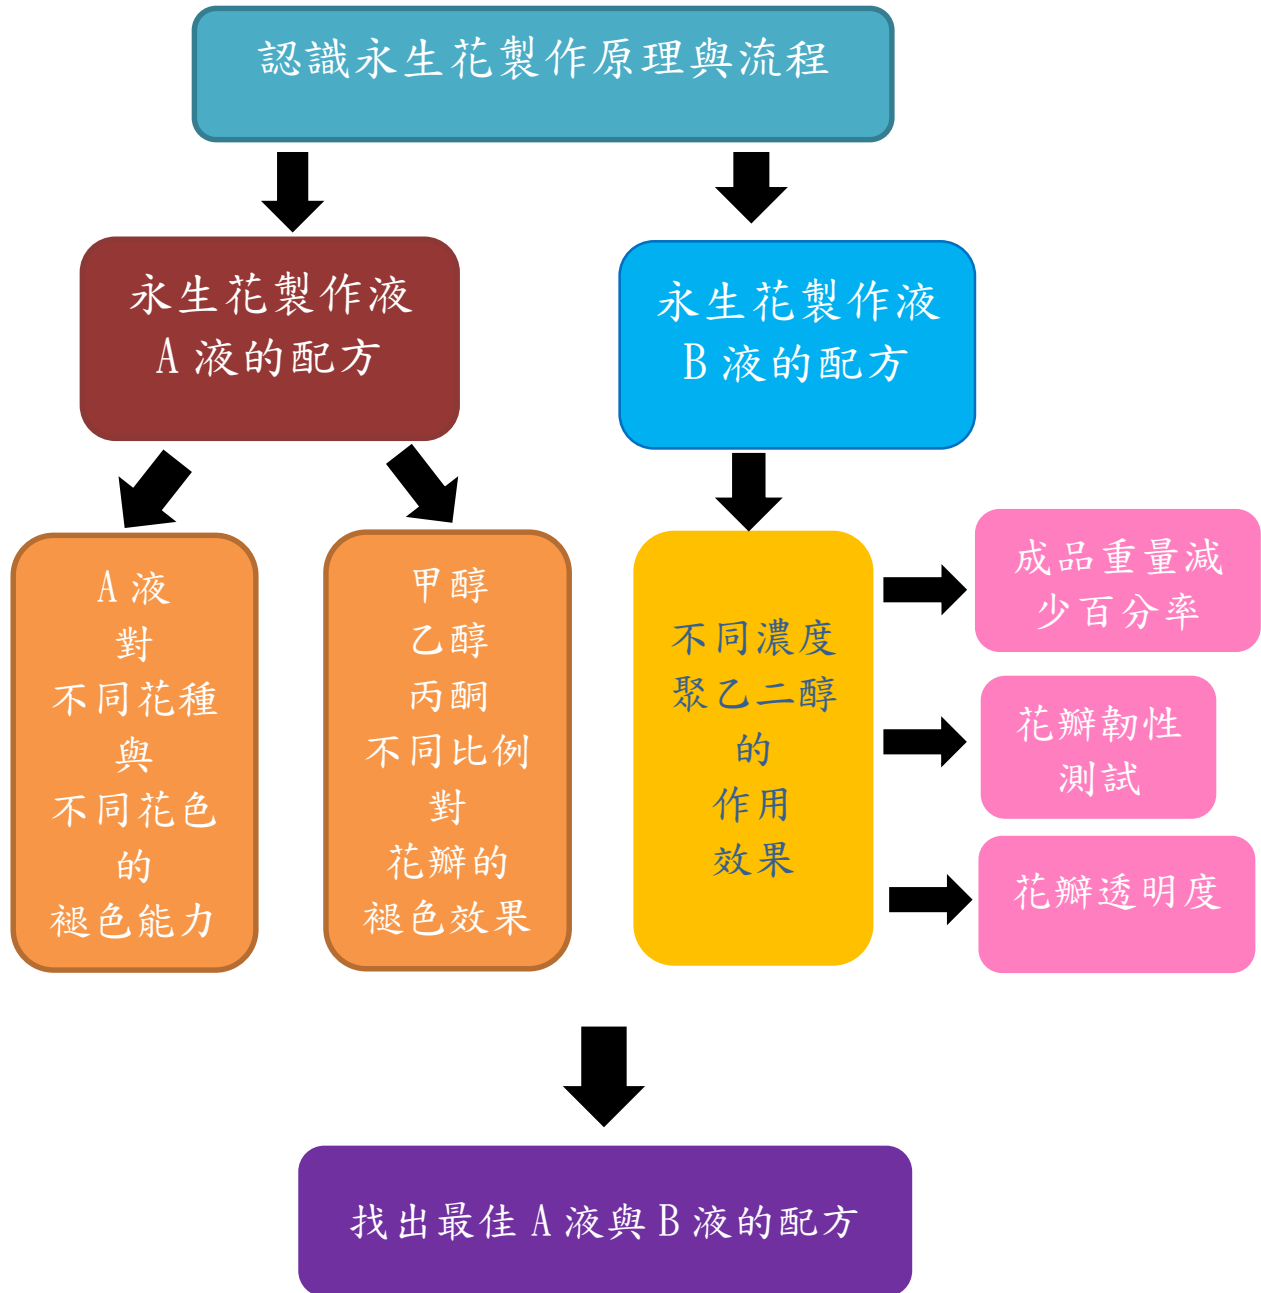 認識永生花製作原理與流程
永生花製作液
A 液的配方
永生花製作液
B 液的配方
A 液
對
不同花種
與
不同花色
的
褪色能力
甲醇
乙醇
丙酮
不同比例
對
花瓣的
褪色效果
不同濃度
聚乙二醇
的
作用
效果
成品重量減
少百分率
花瓣韌性
測試
花瓣透明度
找出最佳 A 液與 B 液的配方